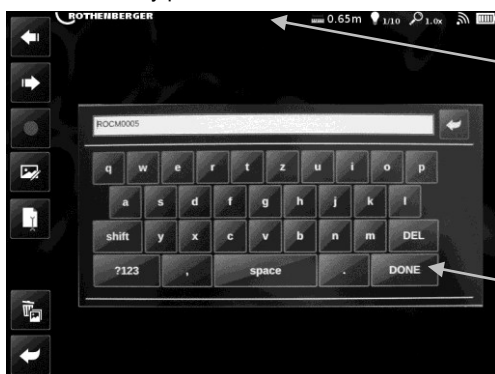 ROTHENBERGER 0.65m 1/10 1.0x
ROCM0005
q w e r t z u i o p
a s d f g h j k l
shift y x c v b n m DEL
?123 , space . DONE